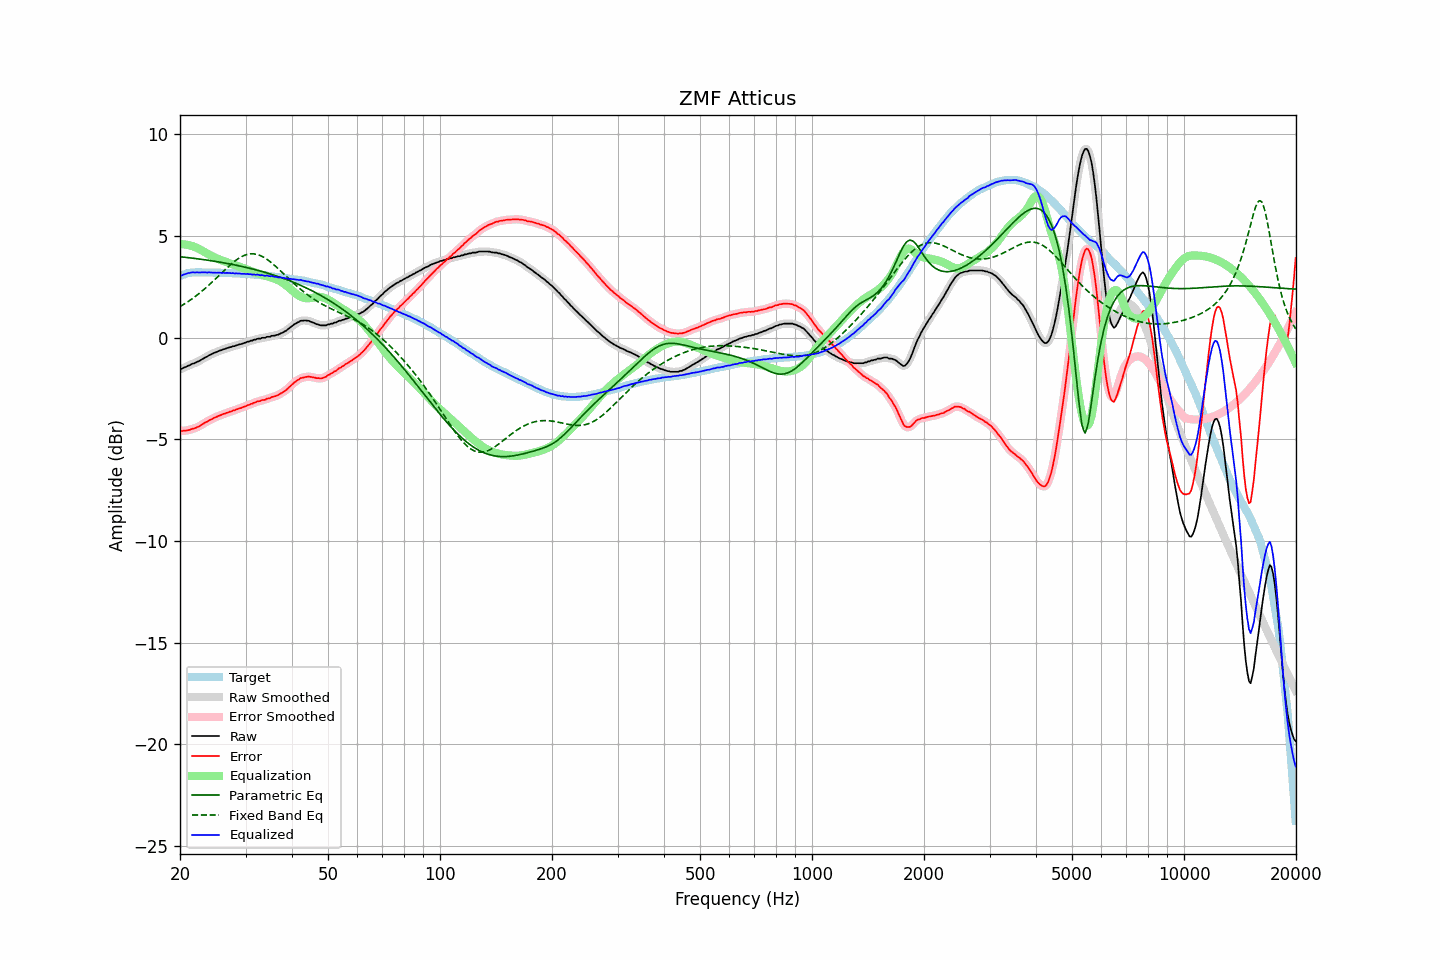 ZMF Atticus
Amplitude (dBr)
10
5
0
−5
−10
−15
−20
−25
Target
Raw Smoothed
Error Smoothed
Raw
Error
Equalization
Parametric Eq
Fixed Band Eq
Equalized
20 50 100 200 500 1000 2000 5000 10000 20000
Frequency (Hz)